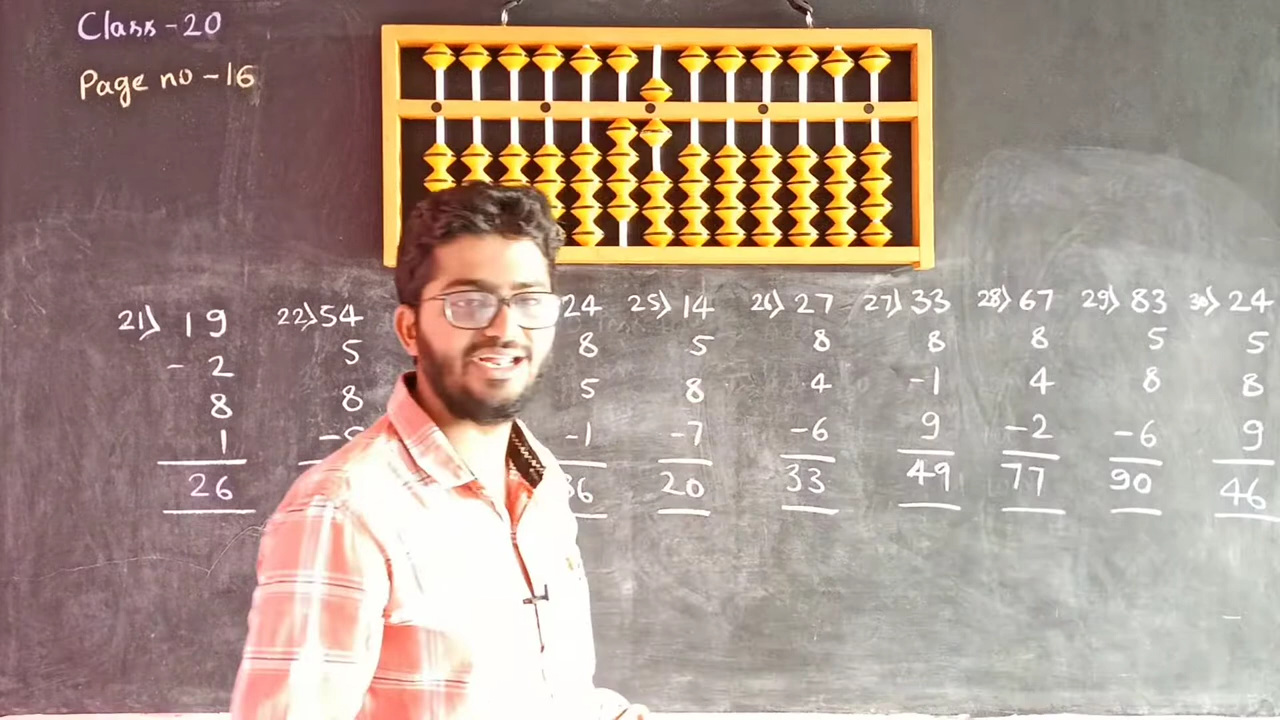 Class-20
Page no-16
21) 19 22) 54 24 25) 14 26) 27 27) 33 28) 67 29) 83 30) 24
-2 5 8 5 8 8 8 5 5
8 8 5 8 4 -1 4 8 8
1 -1 -7 -6 9 -2 -6 9
26 36 20 33 49 77 90 46